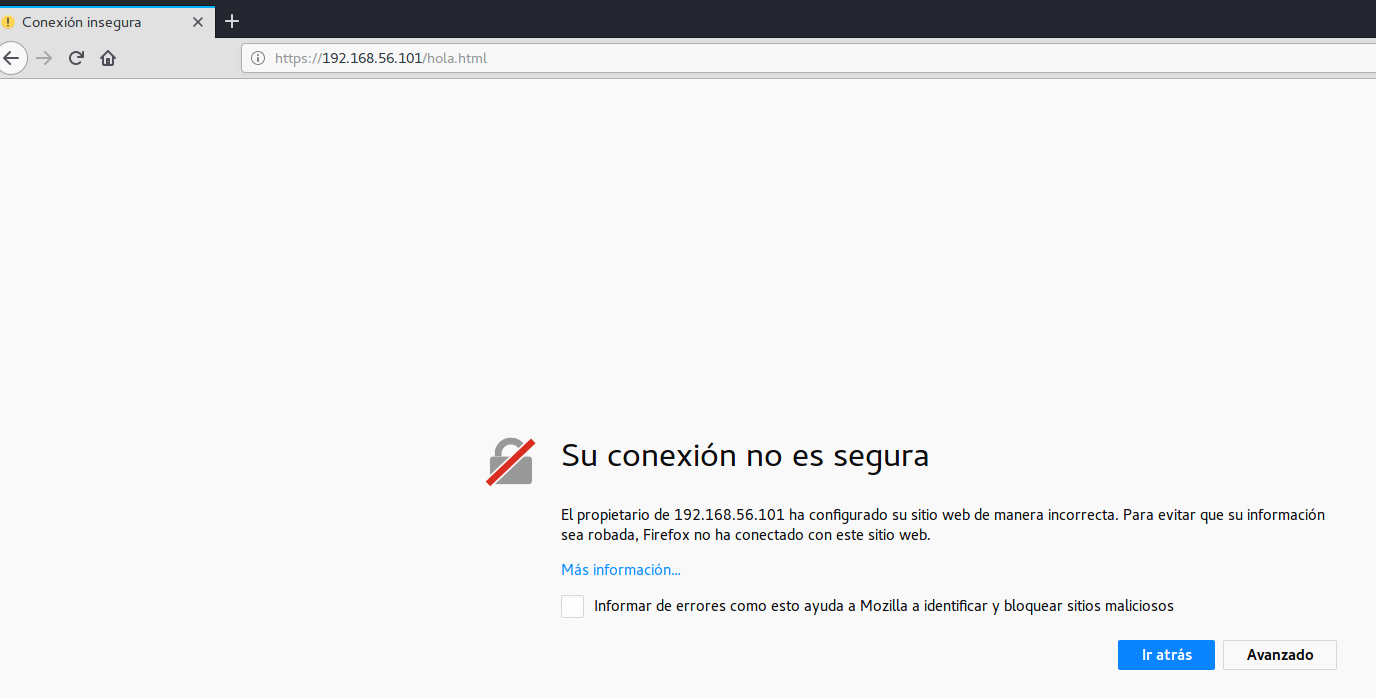 Conexión insegura
https://192.168.56.101/hola.html
Su conexión no es segura
El propietario de 192.168.56.101 ha configurado su sitio web de manera incorrecta. Para evitar que su información
sea robada, Firefox no ha conectado con este sitio web.
Más información...
Informar de errores como esto ayuda a Mozilla a identificar y bloquear sitios maliciosos
Ir atrás
Avanzado